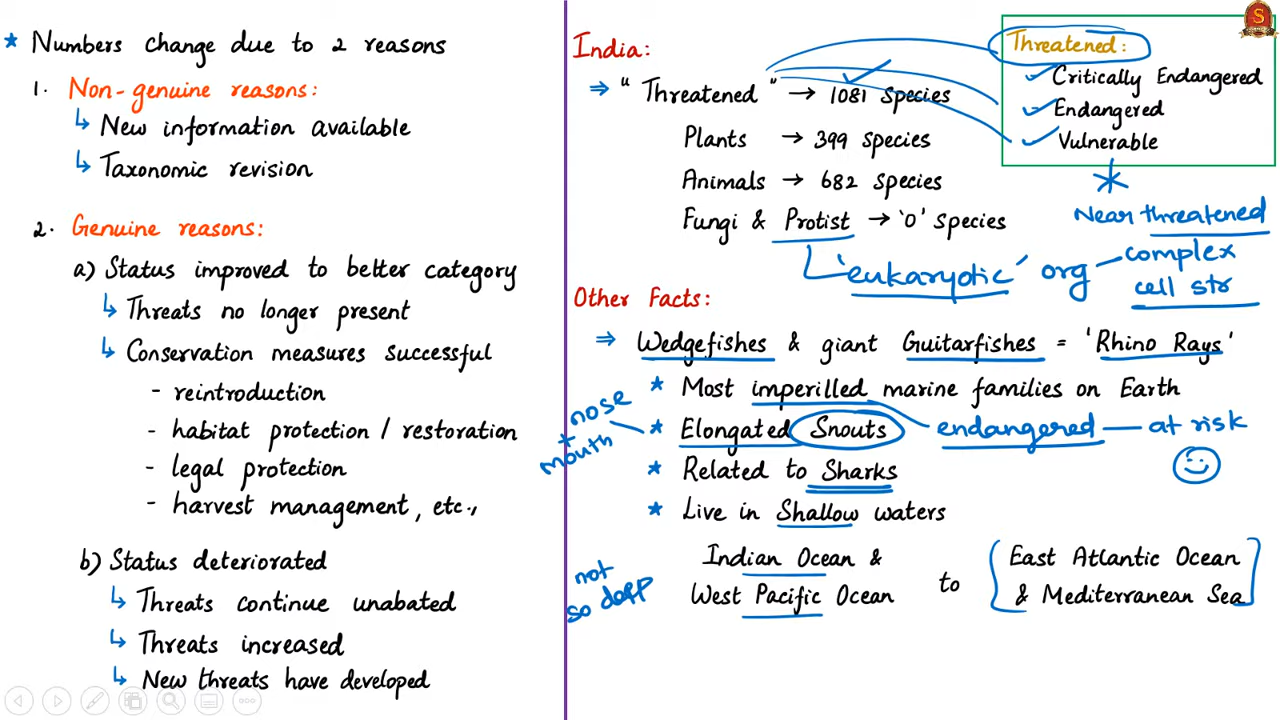 * Numbers change due to 2 reasons
1. Non-genuine reasons:
↳ New information available
↳ Taxonomic revision
2. Genuine reasons:
a) Status improved to better category
↳ Threats no longer present
↳ Conservation measures successful
- reintroduction
- habitat protection / restoration
- legal protection
- harvest management, etc.,
b) Status deteriorated
↳ Threats continue unabated
↳ Threats increased
↳ New threats have developed
India:
⇒ "Threatened" → 1081 Species
Plants → 399 Species
Animals → 682 Species
Fungi & Protist → '0' Species
'eukaryotic' org - complex
cell str
Threatened:
✓ Critically Endangered
✓ Endangered
✓ Vulnerable
*
Near threatened
Other Facts:
⇒ Wedgefishes & giant Guitarfishes = 'Rhino Rays'
* Most imperilled marine families on Earth
* Elongated Snouts
endangered — at risk
nose
+
mouth
* Related to Sharks
* Live in Shallow waters
Indian Ocean &
West Pacific Ocean
to
East Atlantic Ocean
& Mediterranean Sea
not
so
S